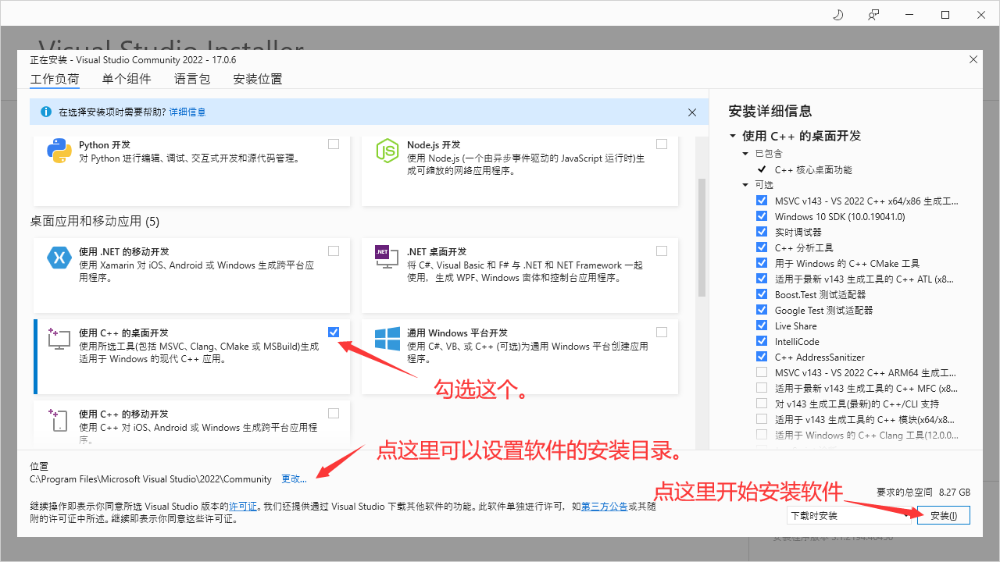 Visual Studio Installer
正在安装 - Visual Studio Community 2022 - 17.0.6
工作负荷 单个组件 语言包 安装位置
在选择安装项时需要帮助? 详细信息
Python 开发
对 Python 进行编辑、调试、交互式开发和源代码管理。
Node.js 开发
使用 Node.js (一个由异步事件驱动的 JavaScript 运行时)生
成可缩放的网络应用程序。
桌面应用和移动应用 (5)
使用 .NET 的移动开发
使用 Xamarin 对 iOS、Android 或 Windows 生成跨平台应
用程序。
.NET
.NET 桌面开发
将 C#、Visual Basic 和 F# 与 .NET 和 NET Framework 一起
使用，生成 WPF、Windows 窗体和控制台应用程序。
使用 C++ 的桌面开发
使用所选工具(包括 MSVC、Clang、CMake 或 MSBuild)生成
适用于 Windows 的现代 C++ 应用。
通用 Windows 平台开发
使用 C#、VB、或 C++ (可选)为通用 Windows 平台创建应用
程序。
勾选这个。
使用 C++ 的移动开发
使用 C++ 对 iOS、Android 或 Windows 生成跨平台应用程
序。
安装详细信息
使用 C++ 的桌面开发
已包含
C++ 核心桌面功能
可选
MSVC v143 - VS 2022 C++ x64/x86 生成工...
Windows 10 SDK (10.0.19041.0)
实时调试器
C++ 分析工具
用于 Windows 的 C++ CMake 工具
适用于最新 v143 生成工具的 C++ ATL (x8...
Boost.Test 测试适配器
Google Test 测试适配器
Live Share
IntelliCode
C++ AddressSanitizer
MSVC v143 - VS 2022 C++ ARM64 生成工...
适用于最新 v143 生成工具的 C++ MFC (x8...
对 v143 生成工具(最新)的 C++/CLI 支持
适用于 v143 生成工具的 C++ 模块(x64/x8...
适用于 Windows 的 C++ Clang 工具(12.0.0...
点这里可以设置软件的安装目录。
位置
C:\Program Files\Microsoft Visual Studio\2022\Community 更改...
点这里开始安装软件
要求的总空间 8.27 GB
继续操作即表示你同意所选 Visual Studio 版本的许可证。我们还提供通过 Visual Studio 下载其他软件的功能。此软件单独进行许可，如第三方公告或其随
附的许可证中所述。继续即表示你同意这些许可证。
下载时安装 安装(I)